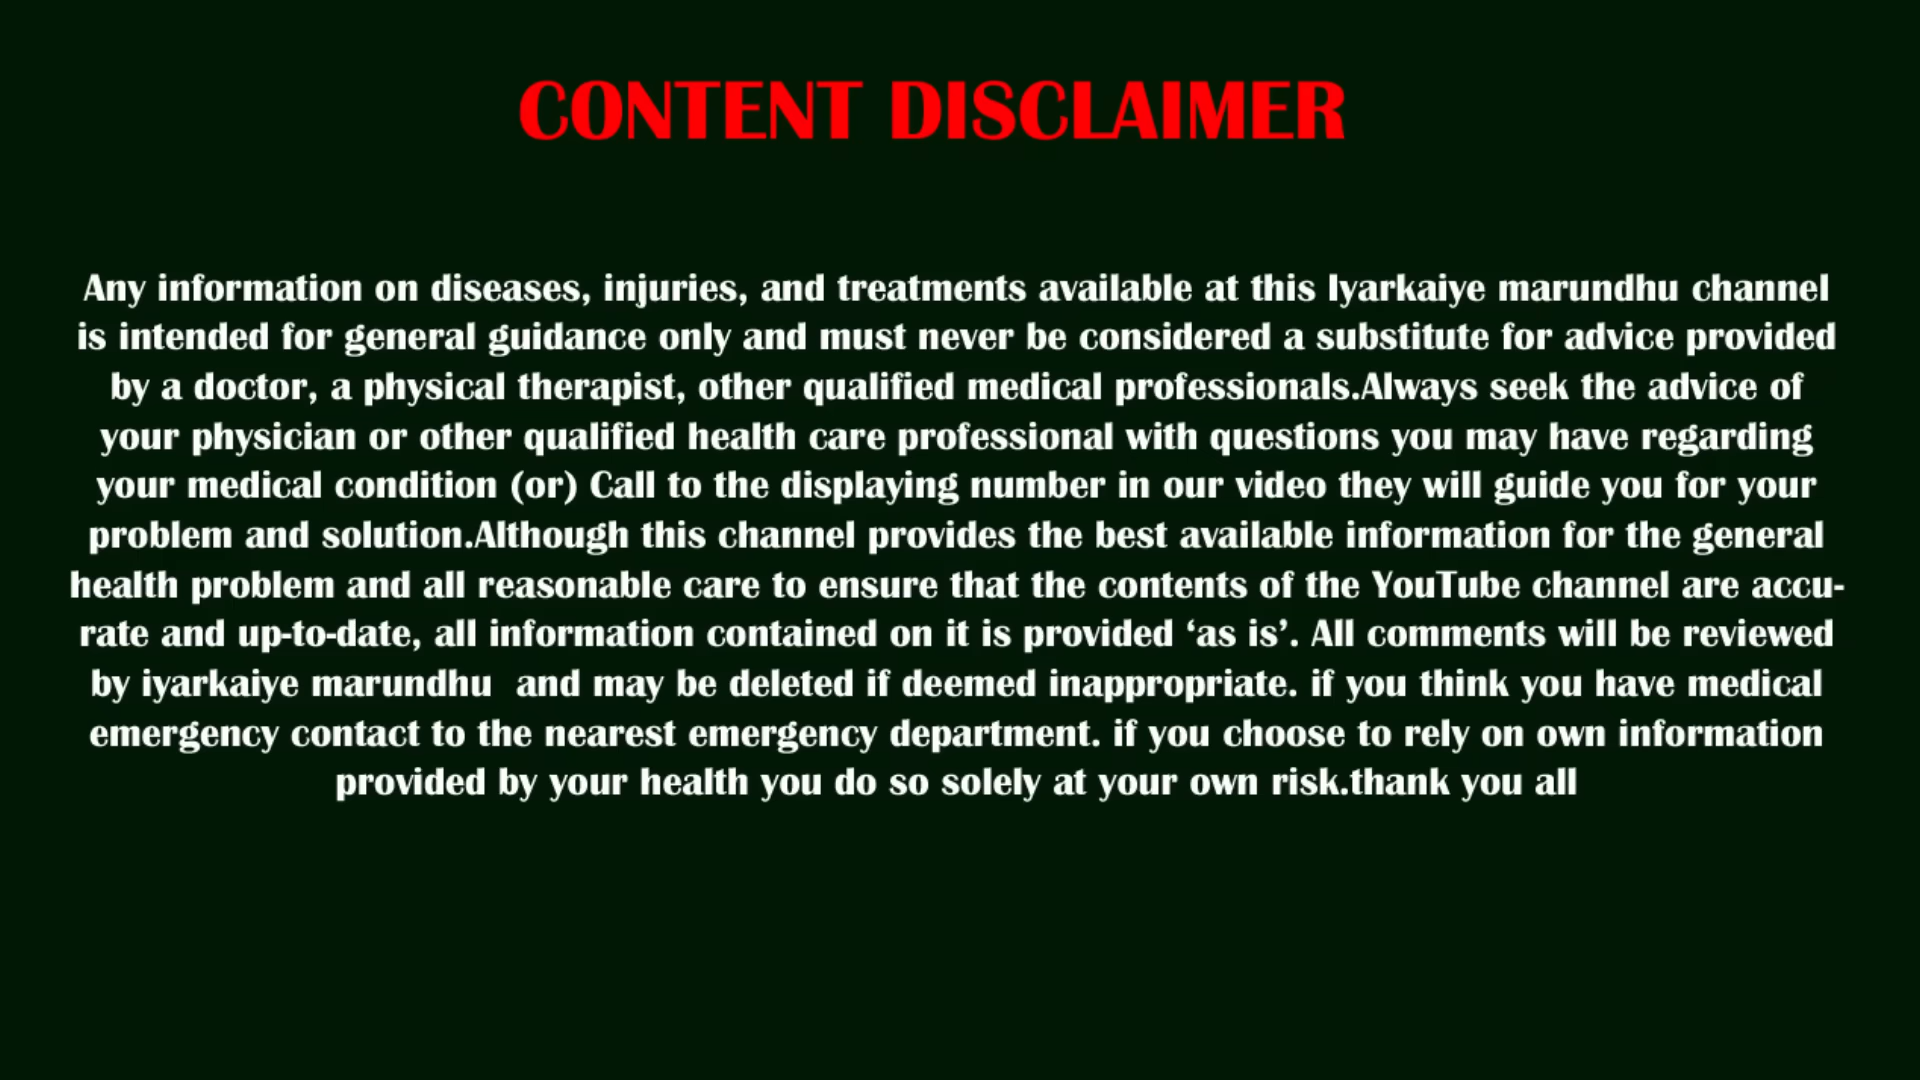 CONTENT DISCLAIMER
Any information on diseases, injuries, and treatments available at this Iyarkaiye marundhu channel
is intended for general guidance only and must never be considered a substitute for advice provided
by a doctor, a physical therapist, other qualified medical professionals.Always seek the advice of
your physician or other qualified health care professional with questions you may have regarding
your medical condition (or) Call to the displaying number in our video they will guide you for your
problem and solution.Although this channel provides the best available information for the general
health problem and all reasonable care to ensure that the contents of the YouTube channel are accu-
rate and up-to-date, all information contained on it is provided ‘as is’. All comments will be reviewed
by iyarkaiye marundhu  and may be deleted if deemed inappropriate. if you think you have medical
emergency contact to the nearest emergency department. if you choose to rely on own information
provided by your health you do so solely at your own risk.thank you all